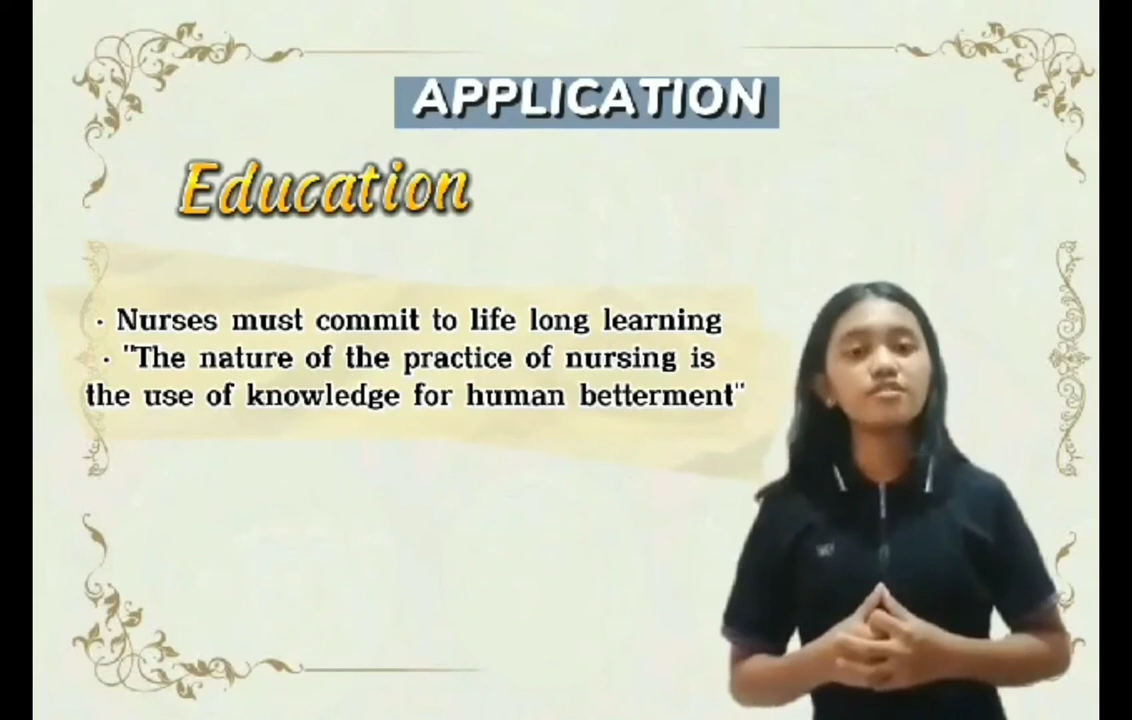 APPLICATION
Education
· Nurses must commit to life long learning
· "The nature of the practice of nursing is
the use of knowledge for human betterment"